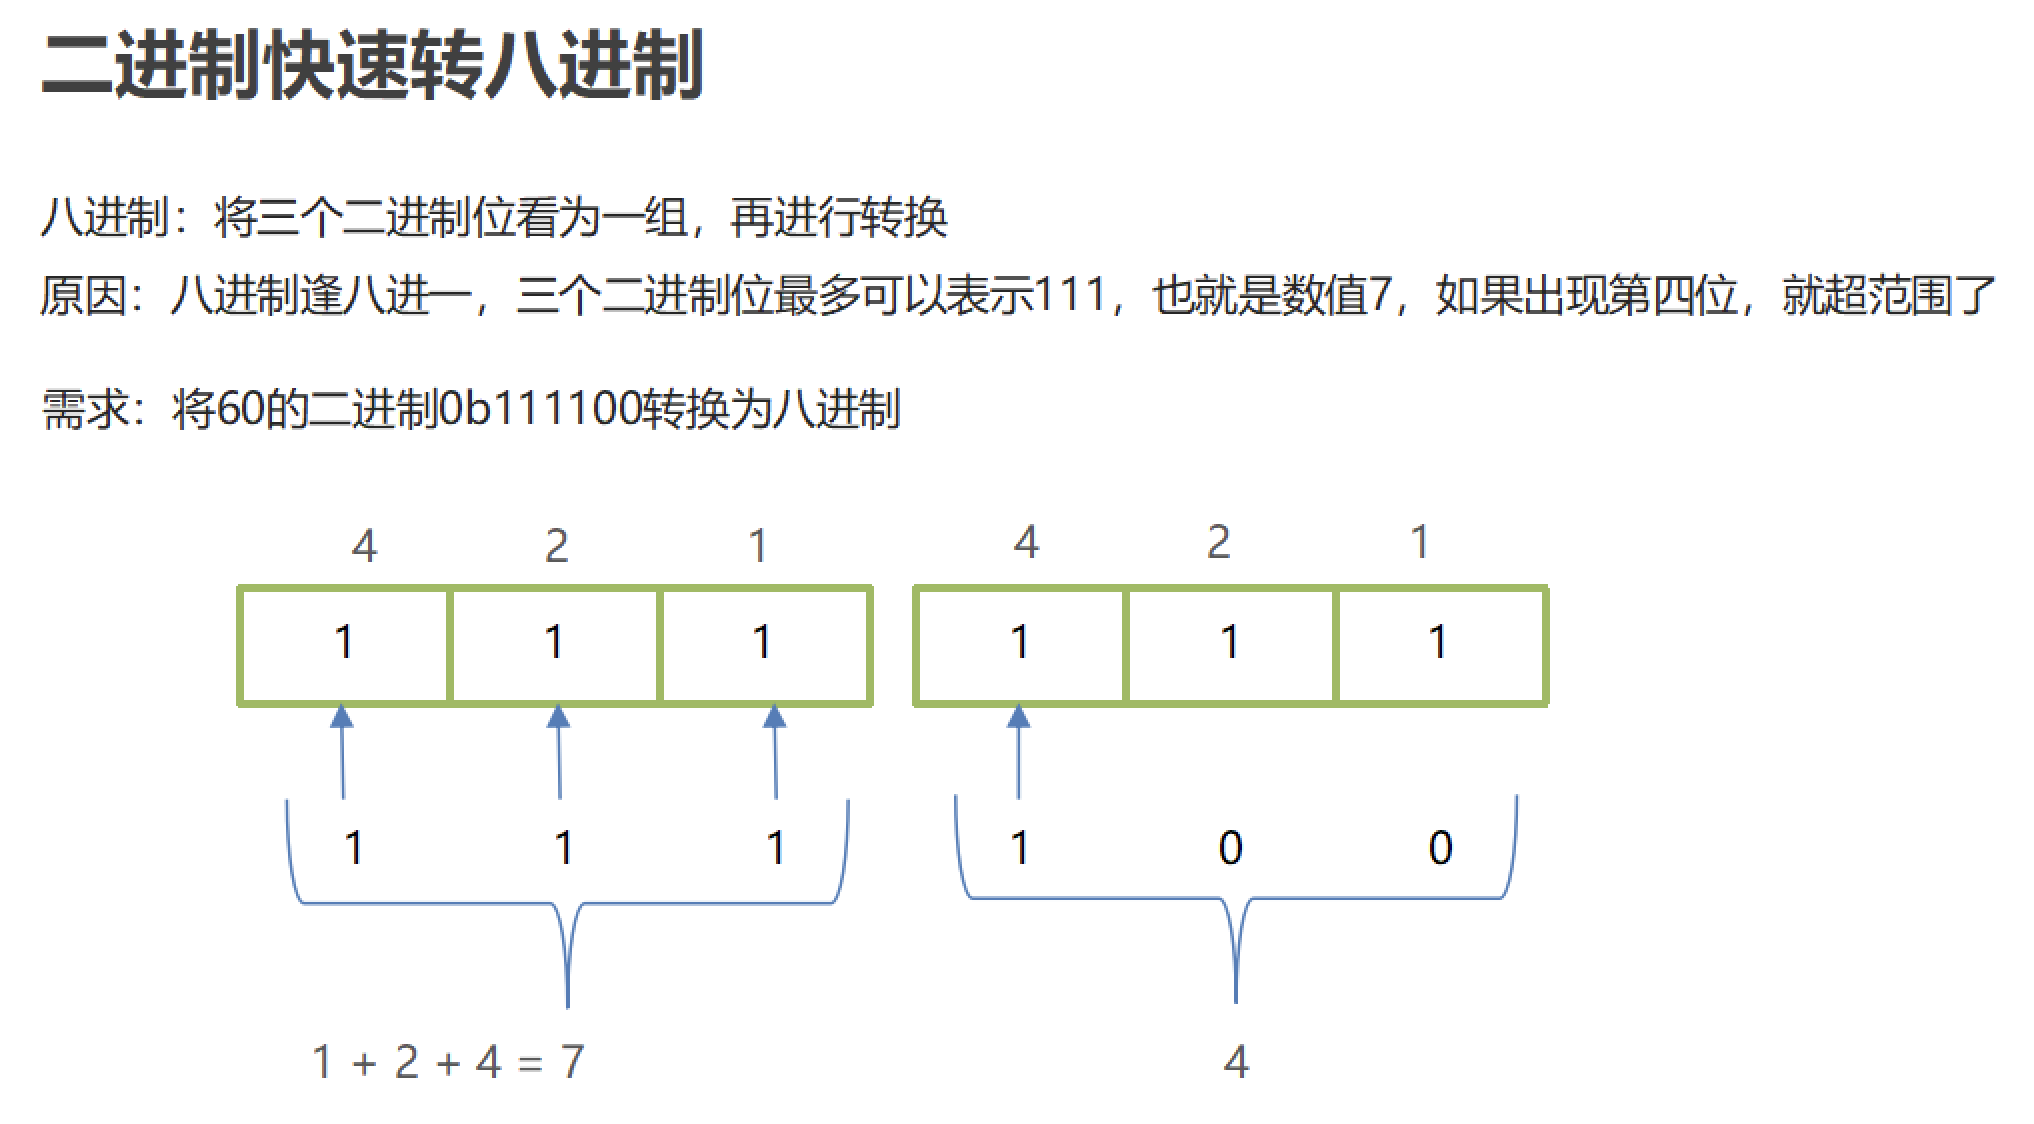 二进制快速转八进制
八进制：将三个二进制位看为一组，再进行转换
原因：八进制逢八进一，三个二进制位最多可以表示111，也就是数值7，如果出现第四位，就超范围了
需求：将60的二进制0b111100转换为八进制
4 2 1 4 2 1
1 1 1 1 1 1
1 1 1 1 0 0
1 + 2 + 4 = 7 4